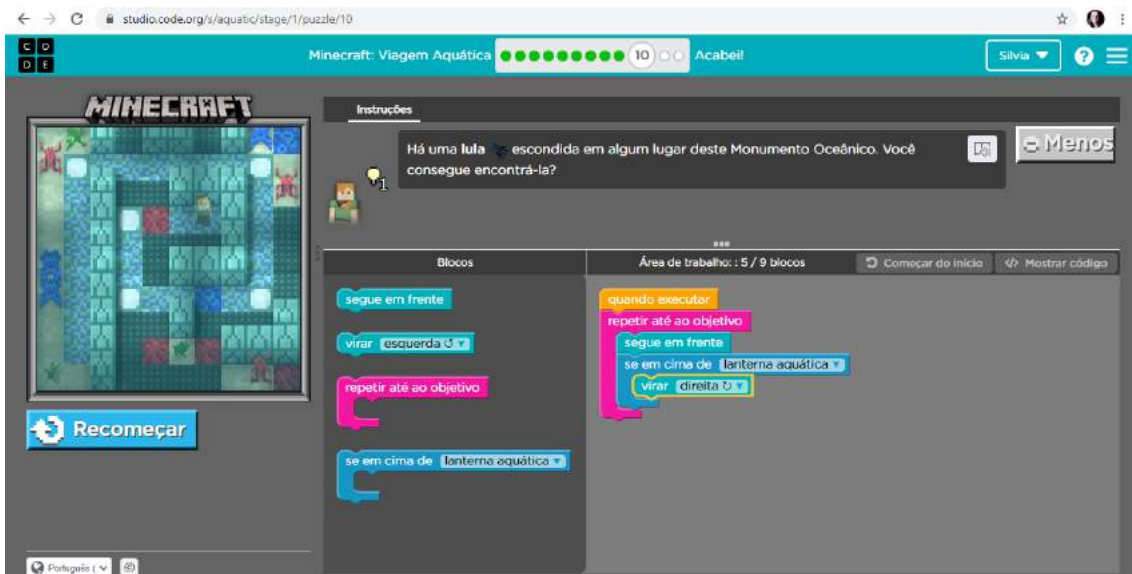 studio.code.org/s/aquatic/stage/1/puzzle/10
C O
D E
Minecraft: Viagem Aquática
10
Acabei!
Silvia
?
MINECRAFT
Instruções
Há uma lula escondida em algum lugar deste Monumento Oceânico. Você
consegue encontrá-la?
1
Menos
Blocos
Área de trabalho: : 5 / 9 blocos
Começar do início
</> Mostrar código
segue em frente
virar esquerda
repetir até ao objetivo
se em cima de lanterna aquática
quando executar
repetir até ao objetivo
segue em frente
se em cima de lanterna aquática
virar direita
Recomeçar
Português (